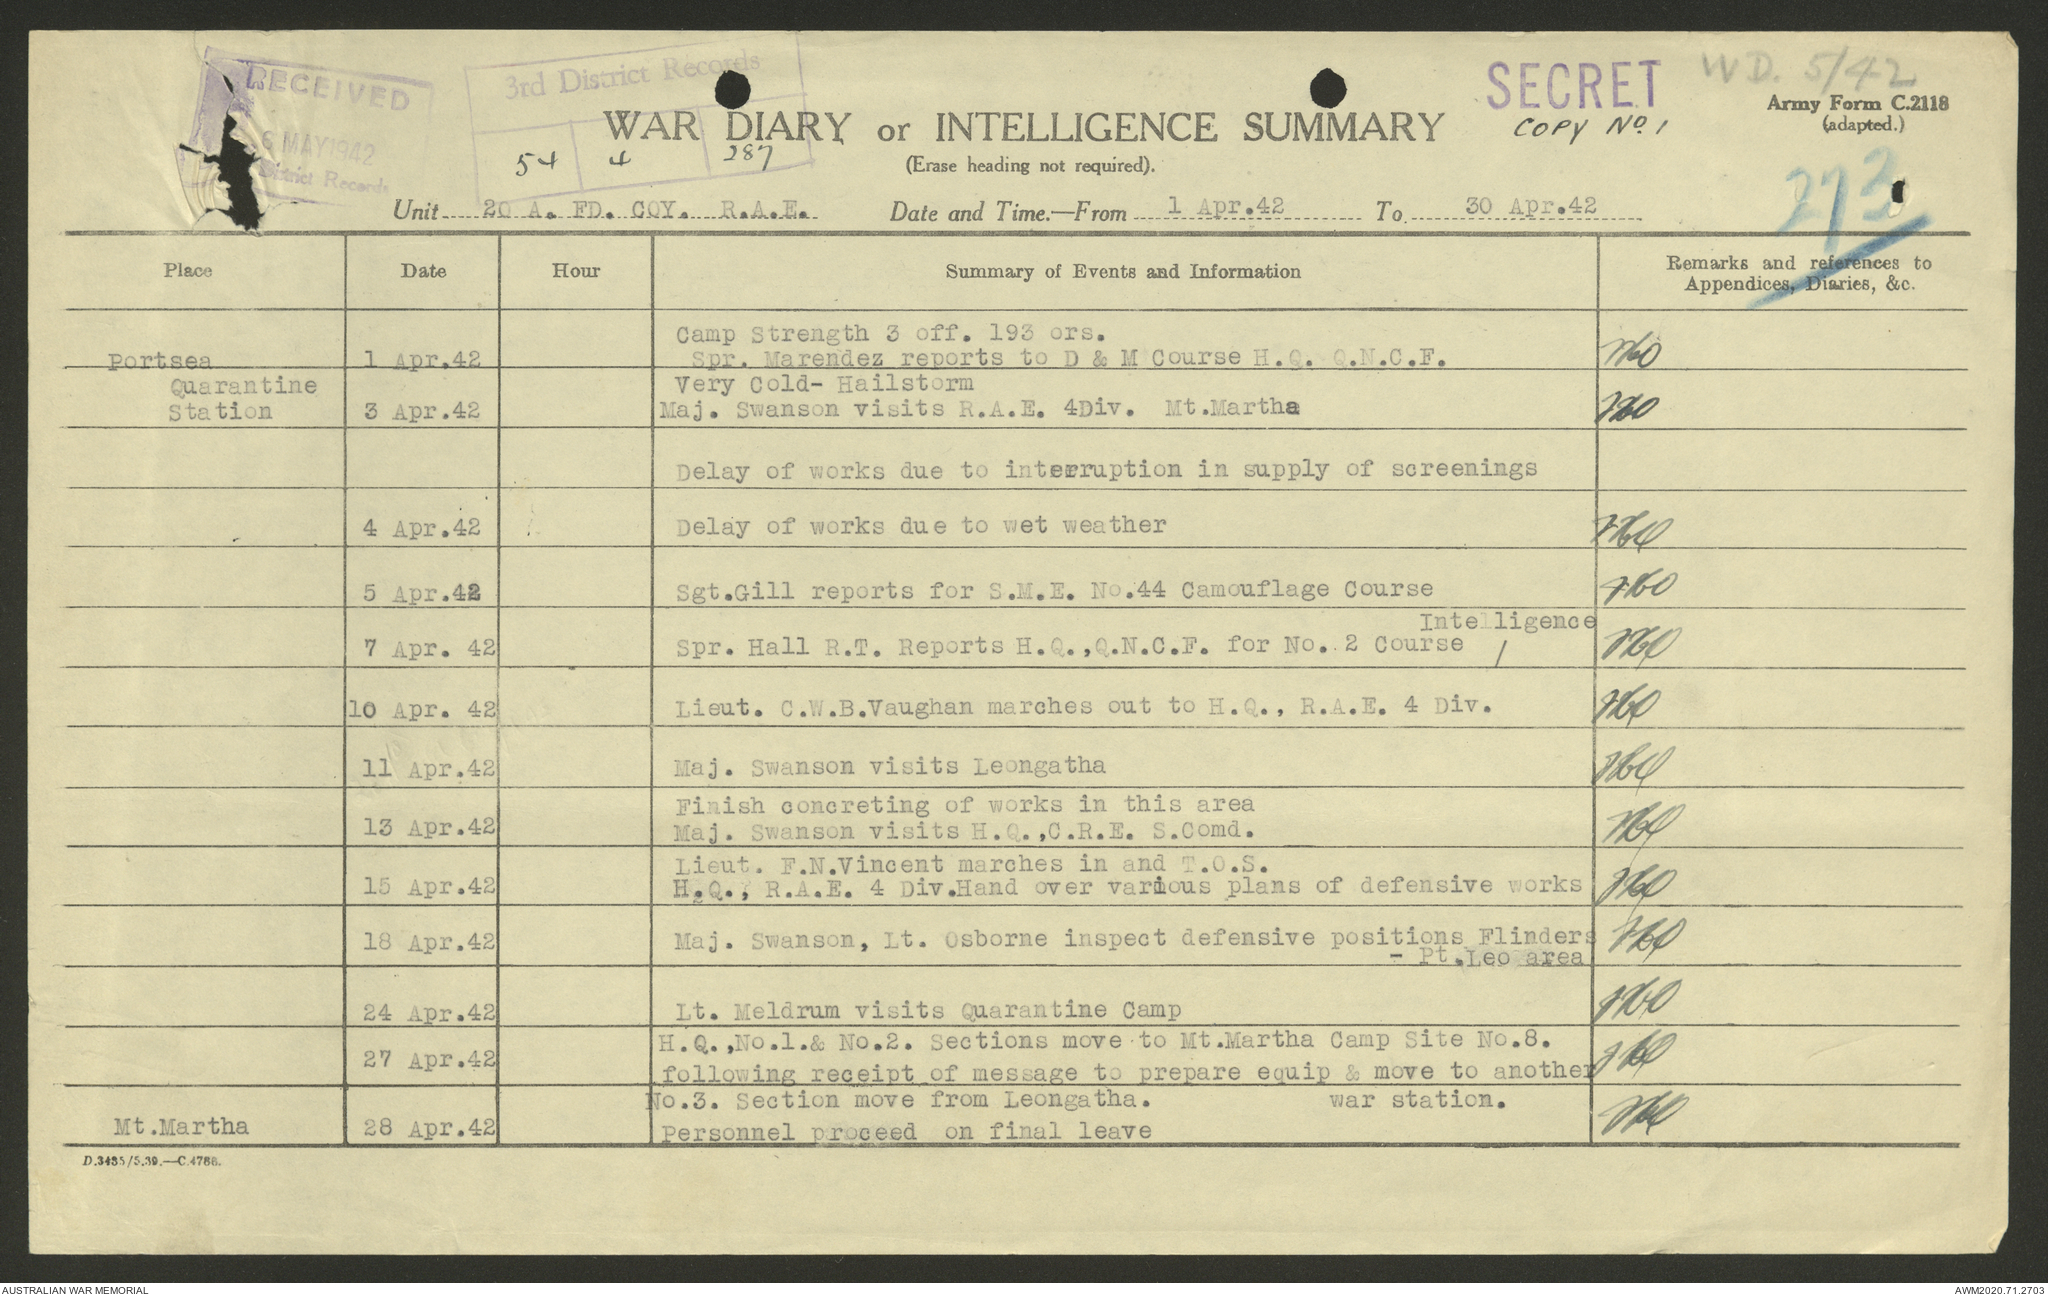 RECEIVED
6 MAY 1942
District Records
3rd District Records
54 4 287
SECRET
COPY No 1
WD. 5/42
Army Form C.2118
(adapted.)
273
WAR DIARY or INTELLIGENCE SUMMARY
(Erase heading not required).
Unit 20 A. FD. COY. R.A.E. Date and Time.—From 1 Apr.42 To 30 Apr.42
Place Date Hour Summary of Events and Information Remarks and references to
Appendices, Diaries, &c.
Camp Strength 3 off. 193 ors.
Portsea 1 Apr.42 Spr. Marendez reports to D & M Course H.Q. Q.N.C.F.
Quarantine Very Cold- Hailstorm
Station 3 Apr.42 Maj. Swanson visits R.A.E. 4Div. Mt.Martha
Delay of works due to interruption in supply of screenings
4 Apr.42 Delay of works due to wet weather
5 Apr.42 Sgt.Gill reports for S.M.E. No.44 Camouflage Course
Intelligence
7 Apr. 42 Spr. Hall R.T. Reports H.Q.,Q.N.C.F. for No. 2 Course /
10 Apr. 42 Lieut. C.W.B.Vaughan marches out to H.Q., R.A.E. 4 Div.
11 Apr.42 Maj. Swanson visits Leongatha
Finish concreting of works in this area
13 Apr.42 Maj. Swanson visits H.Q.,C.R.E. S.Comd.
Lieut. F.N.Vincent marches in and T.O.S.
15 Apr.42 H.Q., R.A.E. 4 Div.Hand over various plans of defensive works
18 Apr.42 Maj. Swanson, Lt. Osborne inspect defensive positions Flinders
- Pt.Leo area
24 Apr.42 Lt. Meldrum visits Quarantine Camp
H.Q.,No.1.& No.2. Sections move to Mt.Martha Camp Site No.8.
27 Apr.42 following receipt of message to prepare equip & move to another
No.3. Section move from Leongatha. war station.
Mt.Martha 28 Apr.42 Personnel proceed on final leave
D.3435/5.39.—C.4788.
AUSTRALIAN WAR MEMORIAL AWM2020.71.2703